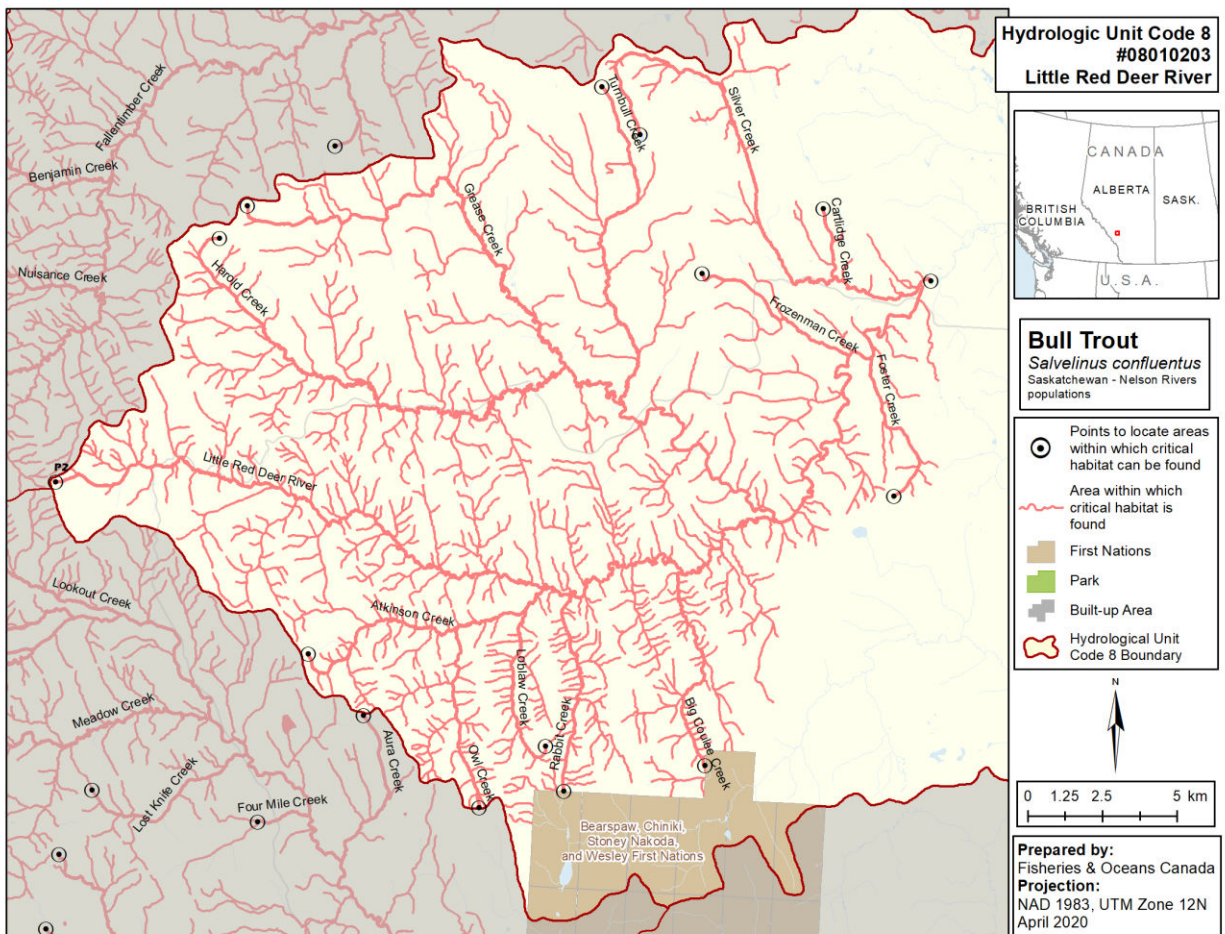 Hydrologic Unit Code 8
#08010203
Little Red Deer River
CANADA
ALBERTA
SASK.
BRITISH
COLUMBIA
U.S.A.
Bull Trout
Salvelinus confluentus
Saskatchewan - Nelson Rivers
populations
Points to locate areas
within which critical
habitat can be found
Area within which
critical habitat is
found
First Nations
Park
Built-up Area
Hydrological Unit
Code 8 Boundary
N
0 1.25 2.5 5 km
Prepared by:
Fisheries & Oceans Canada
Projection:
NAD 1983, UTM Zone 12N
April 2020
Fallentimber Creek
Benjamin Creek
Turnbull Creek
Silver Creek
Grease Creek
Cartlidge Creek
Nuisance Creek
Harold Creek
Frozenman Creek
Foster Creek
P2
Little Red Deer River
Lookout Creek
Atkinson Creek
Loblaw Creek
Meadow Creek
Rabbit Creek
Big Coulee Creek
Aura Creek
Owl Creek
Lost Knife Creek
Four Mile Creek
Bearspaw, Chiniki,
Stoney Nakoda,
and Wesley First Nations